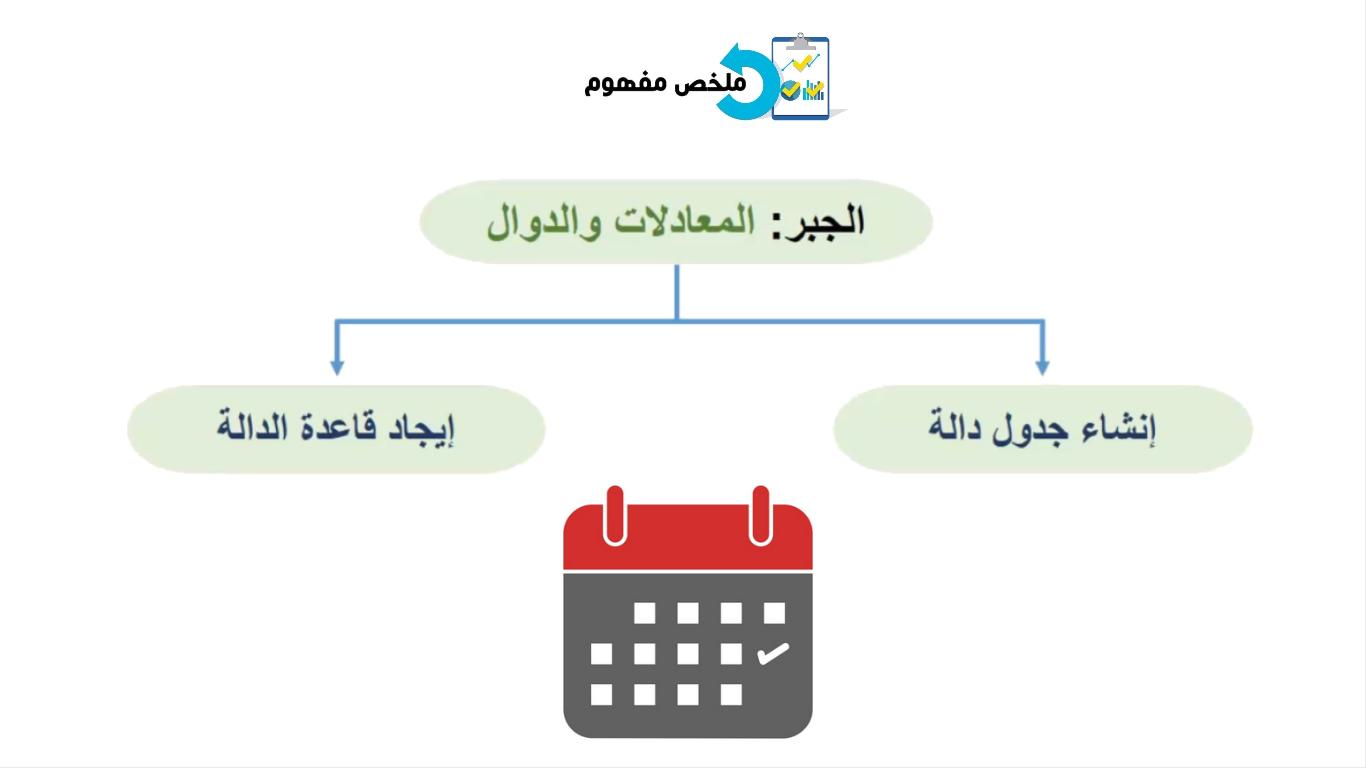 ملخص مفهوم
الجبر: المعادلات والدوال
إنشاء جدول دالة
إيجاد قاعدة الدالة